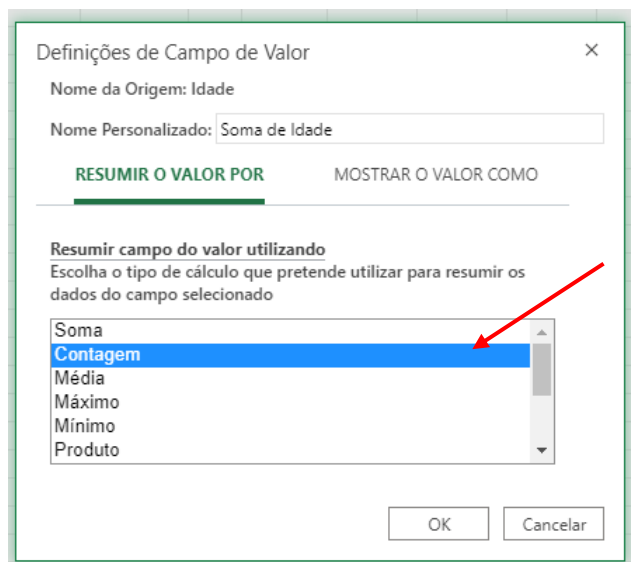 Definições de Campo de Valor
Nome da Origem: Idade
Nome Personalizado: Soma de Idade
RESUMIR O VALOR POR MOSTRAR O VALOR COMO
Resumir campo do valor utilizando
Escolha o tipo de cálculo que pretende utilizar para resumir os
dados do campo selecionado
Soma
Contagem
Média
Máximo
Mínimo
Produto
OK Cancelar